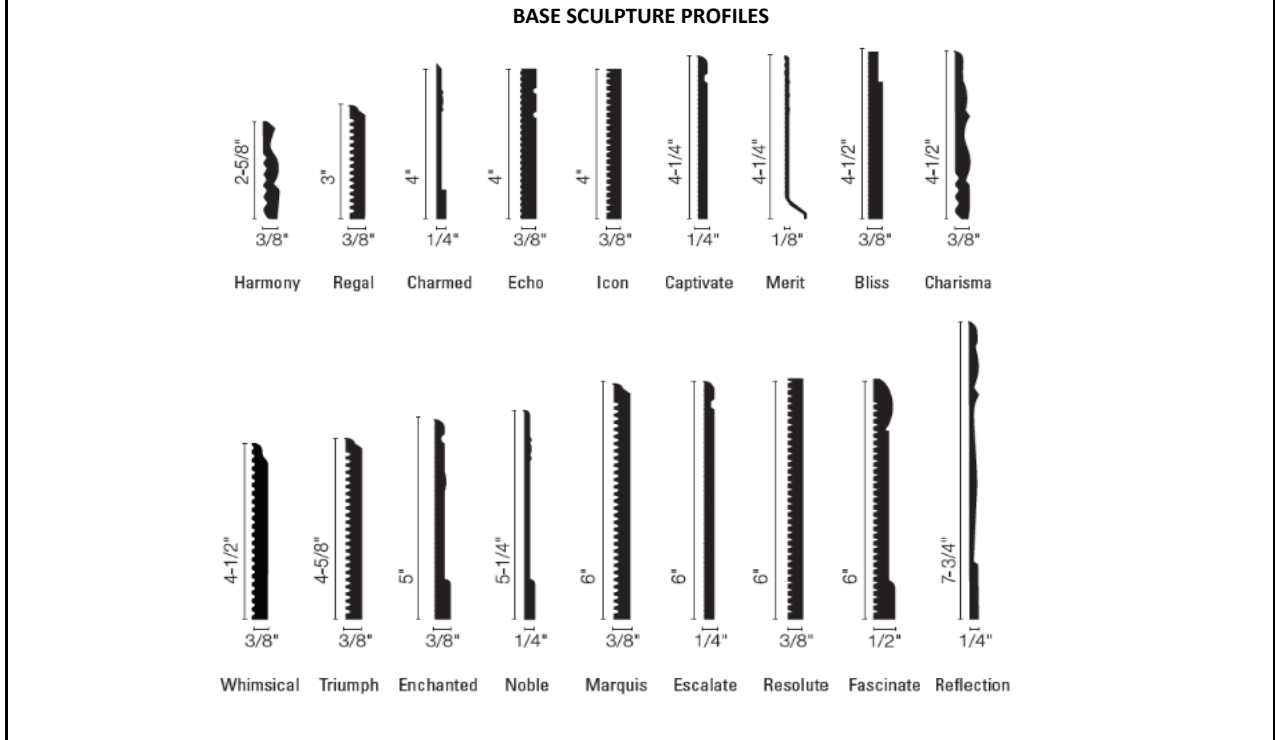 BASE SCULPTURE PROFILES
2-5/8" 3" 4" 4" 4" 4-1/4" 4-1/4" 4-1/2" 4-1/2"
3/8" 3/8" 1/4" 3/8" 3/8" 1/4" 1/8" 3/8" 3/8"
Harmony Regal Charmed Echo Icon Captivate Merit Bliss Charisma
4-1/2" 4-5/8" 5" 5-1/4" 6" 6" 6" 6" 7-3/4"
3/8" 3/8" 3/8" 1/4" 3/8" 1/4" 3/8" 1/2" 1/4"
Whimsical Triumph Enchanted Noble Marquis Escalate Resolute Fascinate Reflection